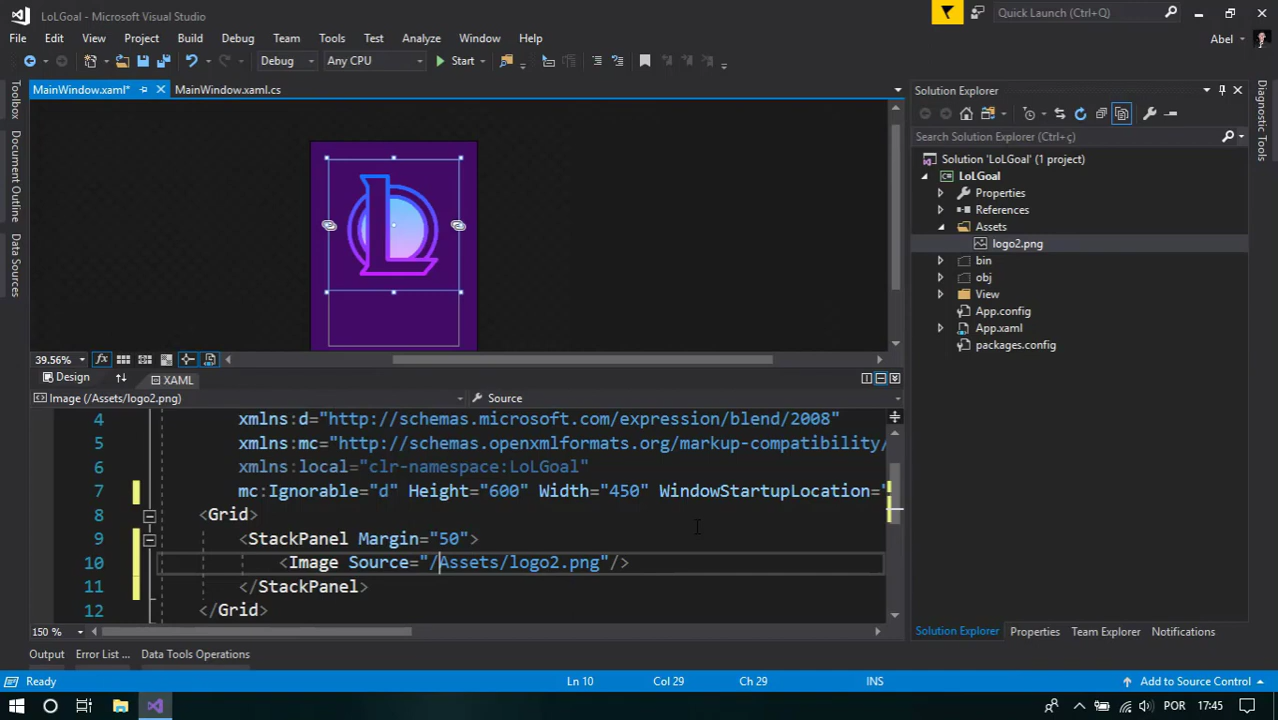 LoLGoal - Microsoft Visual Studio
Quick Launch (Ctrl+Q)
File Edit View Project Build Debug Team Tools Test Analyze Window Help
Abel
Debug Any CPU Start
MainWindow.xaml* MainWindow.xaml.cs
Toolbox
Document Outline
Data Sources
39.56%
Design XAML
Image (/Assets/logo2.png) Source
4 xmlns:d="http://schemas.microsoft.com/expression/blend/2008"
5 xmlns:mc="http://schemas.openxmlformats.org/markup-compatibility/
6 xmlns:local="clr-namespace:LoLGoal"
7 mc:Ignorable="d" Height="600" Width="450" WindowStartupLocation="
8 <Grid>
9 <StackPanel Margin="50">
10 <Image Source="/Assets/logo2.png"/>
11 </StackPanel>
12 </Grid>
150 %
Solution Explorer
Search Solution Explorer (Ctrl+ç)
Solution 'LoLGoal' (1 project)
LoLGoal
Properties
References
Assets
logo2.png
bin
obj
View
App.config
App.xaml
packages.config
Diagnostic Tools
Solution Explorer Properties Team Explorer Notifications
Output Error List ... Data Tools Operations
Ready Ln 10 Col 29 Ch 29 INS Add to Source Control
POR 17:45